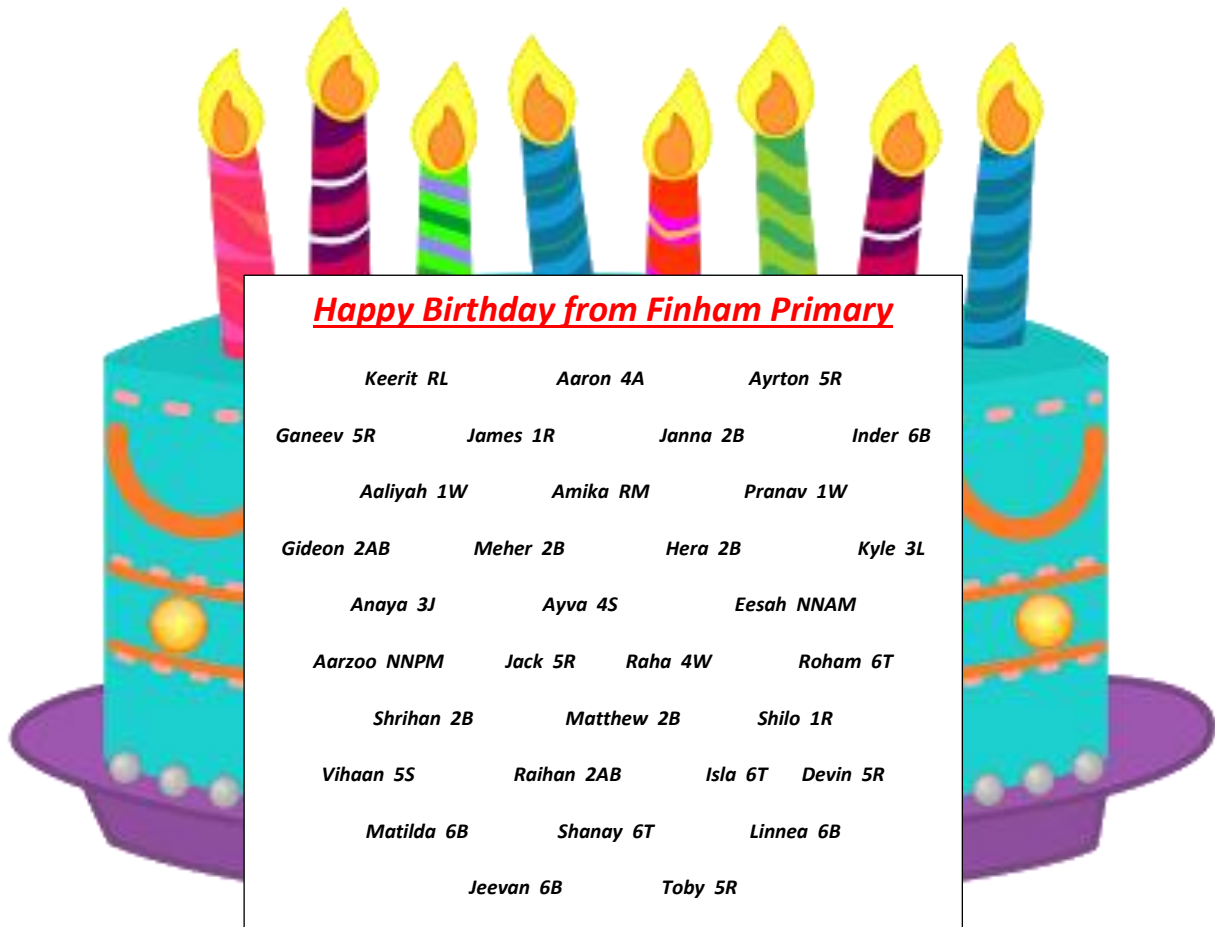 Happy Birthday from Finham Primary
Keerit RL Aaron 4A Ayrton 5R
Ganeev 5R James 1R Janna 2B Inder 6B
Aaliyah 1W Amika RM Pranav 1W
Gideon 2AB Meher 2B Hera 2B Kyle 3L
Anaya 3J Ayva 4S Eesah NNAM
Aarzoo NNPM Jack 5R Raha 4W Roham 6T
Shrihan 2B Matthew 2B Shilo 1R
Vihaan 5S Raihan 2AB Isla 6T Devin 5R
Matilda 6B Shanay 6T Linnea 6B
Jeevan 6B Toby 5R